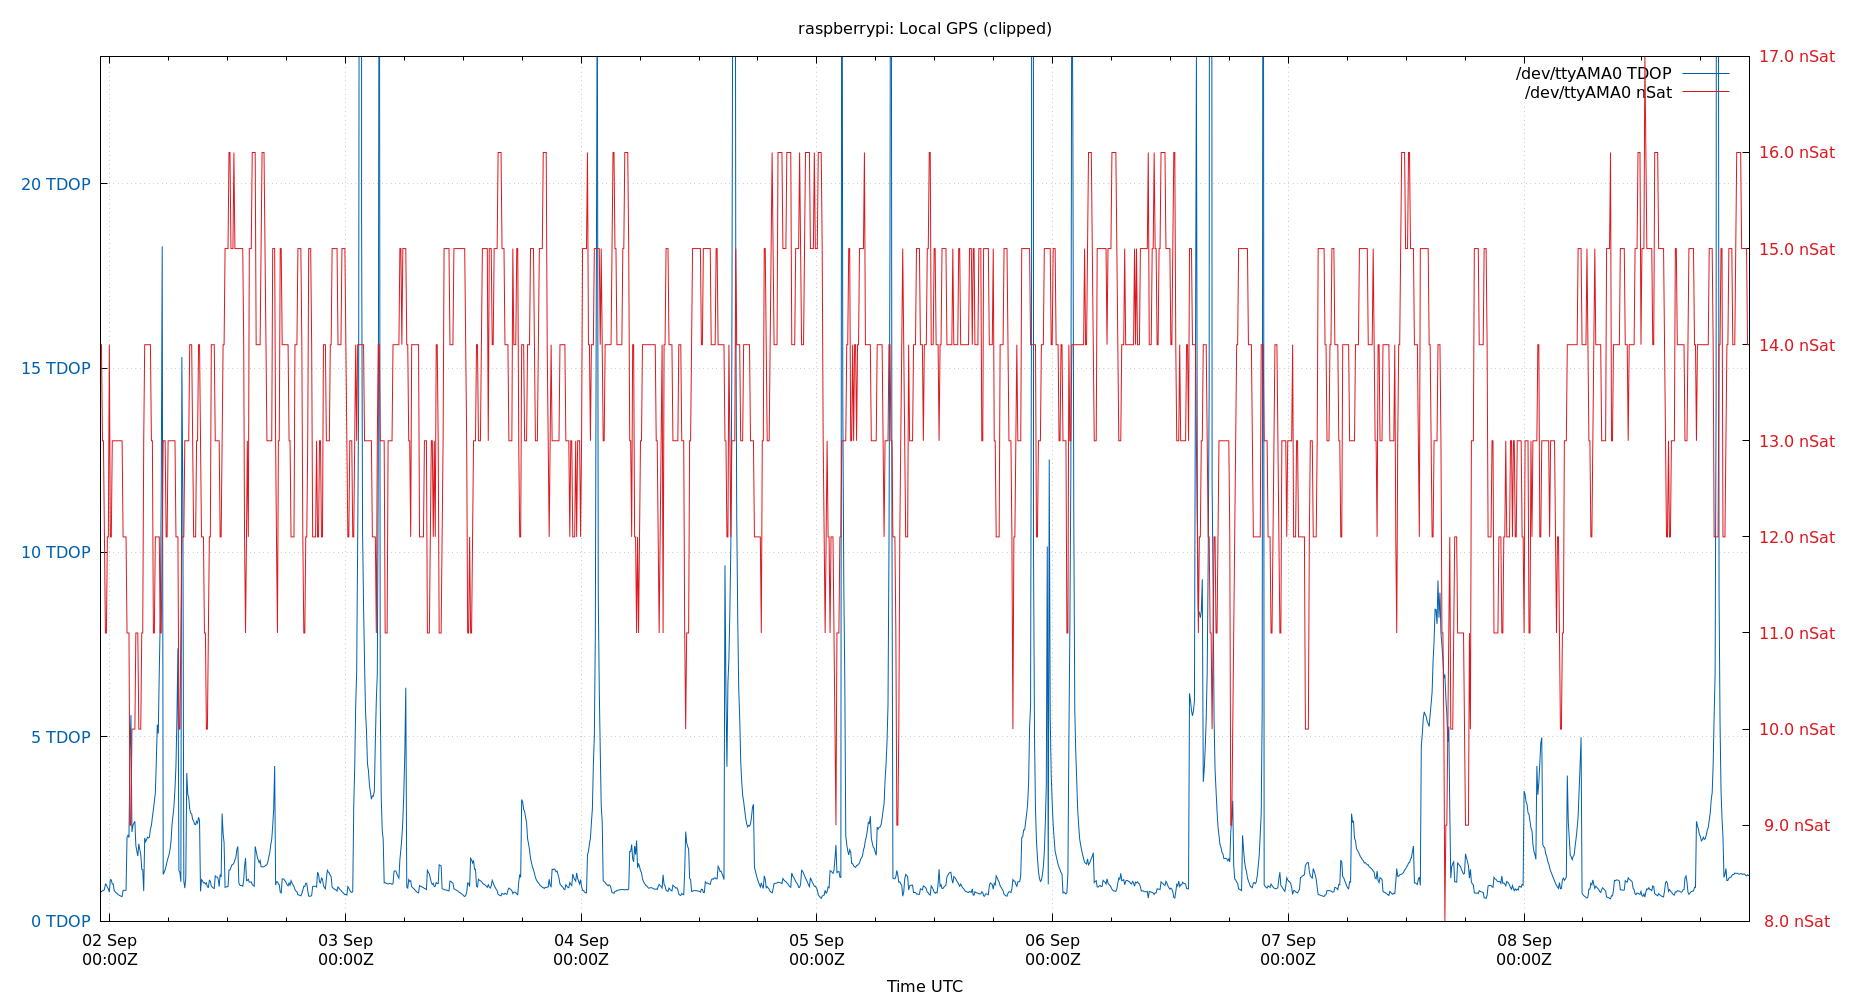 raspberrypi: Local GPS (clipped)
/dev/ttyAMA0 TDOP
/dev/ttyAMA0 nSat
20 TDOP
15 TDOP
10 TDOP
5 TDOP
0 TDOP
17.0 nSat
16.0 nSat
15.0 nSat
14.0 nSat
13.0 nSat
12.0 nSat
11.0 nSat
10.0 nSat
9.0 nSat
8.0 nSat
02 Sep
00:00Z
03 Sep
00:00Z
04 Sep
00:00Z
05 Sep
00:00Z
06 Sep
00:00Z
07 Sep
00:00Z
08 Sep
00:00Z
Time UTC